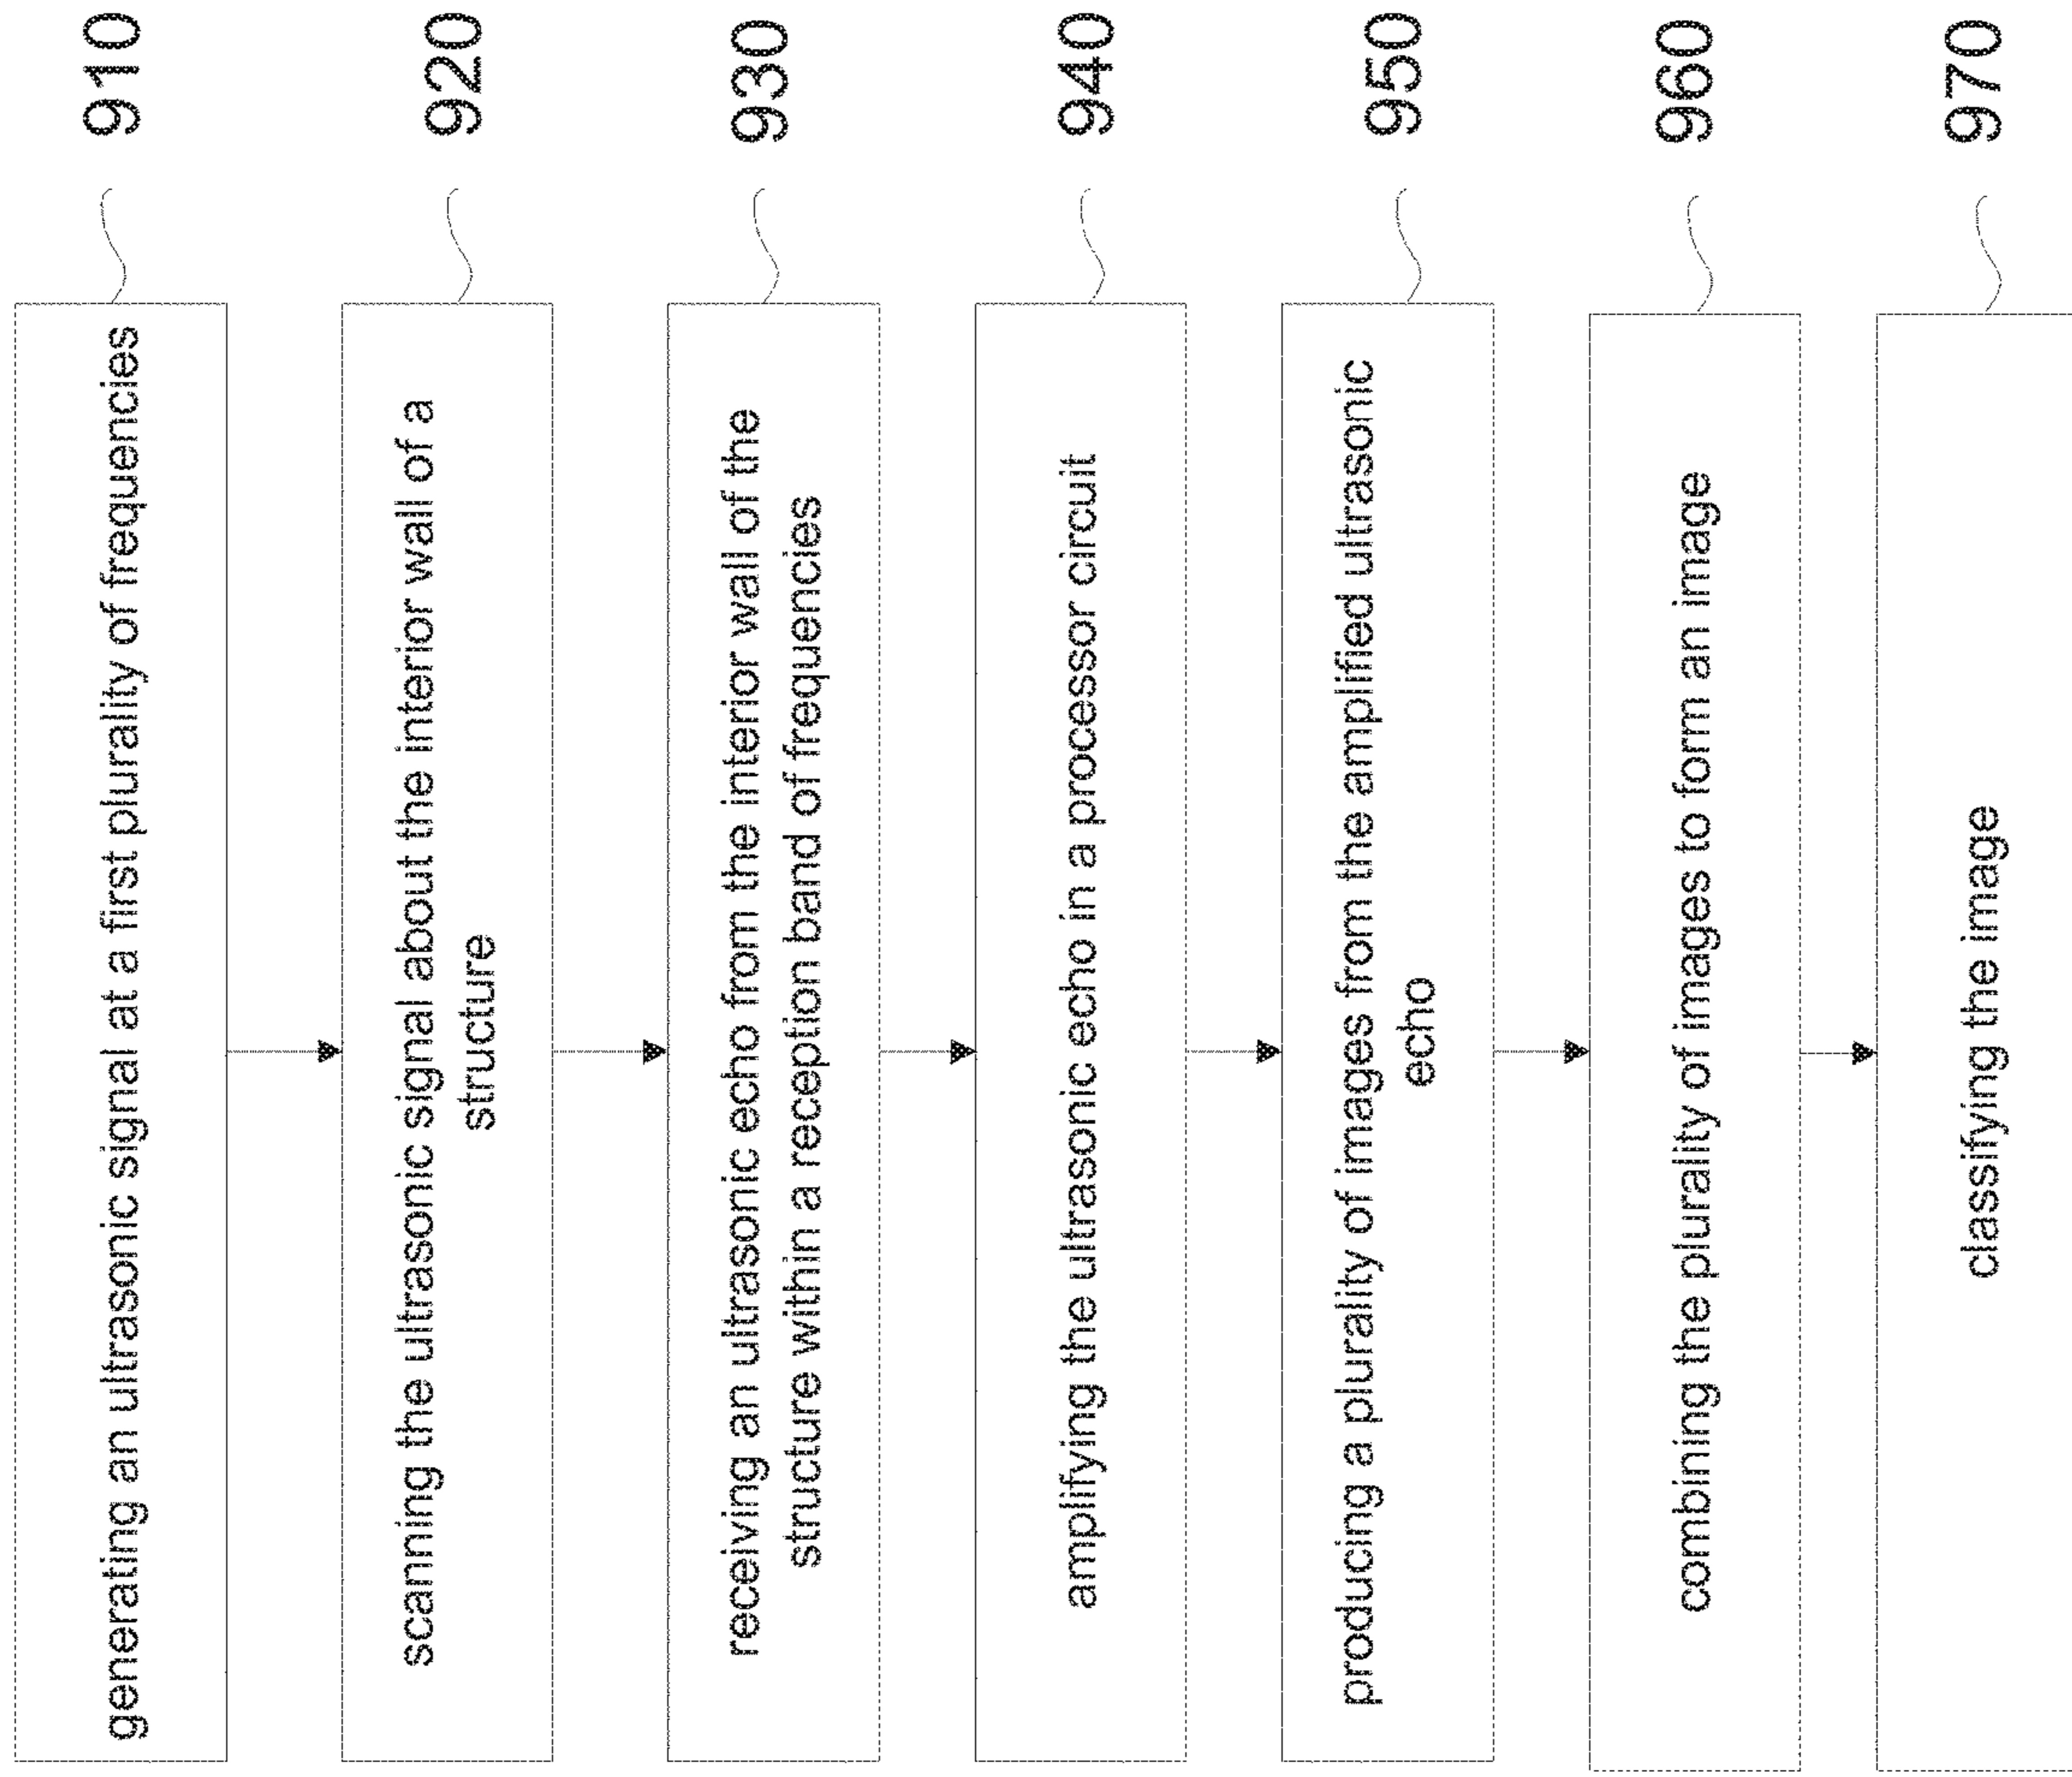 generating an ultrasonic signal at a first plurality of frequencies
910
scanning the ultrasonic signal about the interior wall of a
structure
920
receiving an ultrasonic echo from the interior wall of the
structure within a reception band of frequencies
930
amplifying the ultrasonic echo in a processor circuit
940
producing a plurality of images from the amplified ultrasonic
echo
950
combining the plurality of images to form an image
960
classifying the image
970